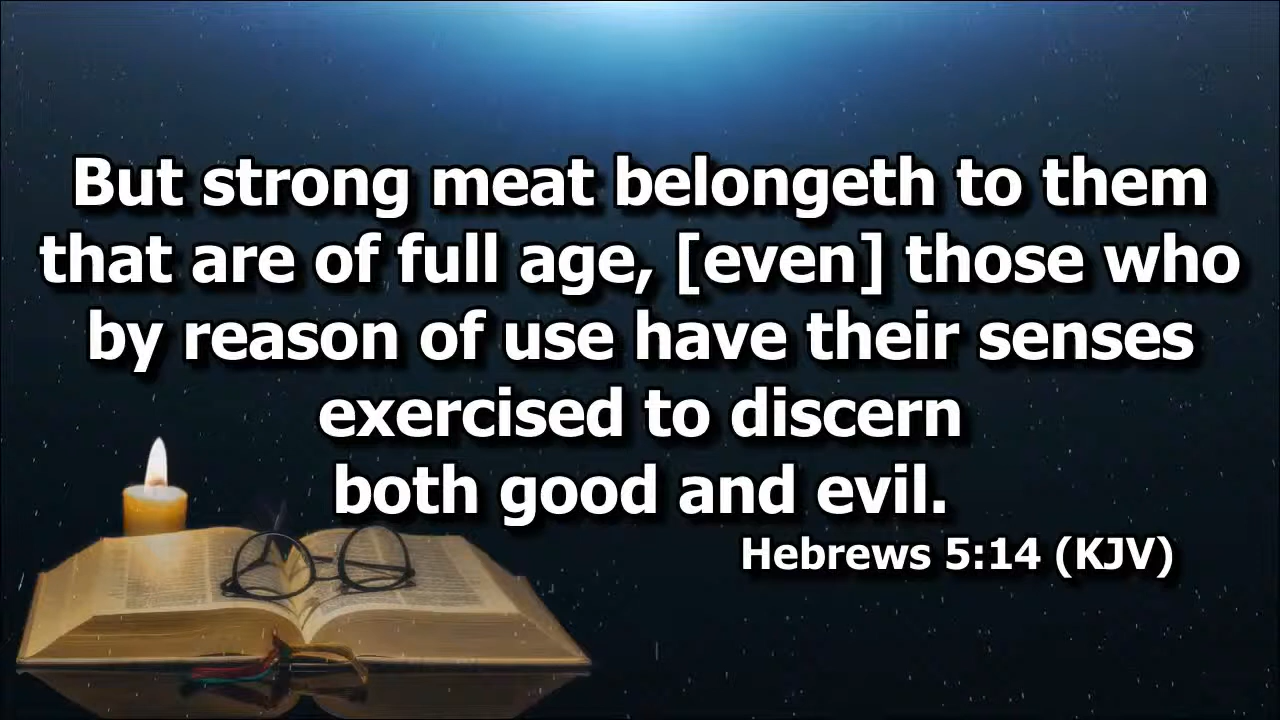 But strong meat belongeth to them
that are of full age, [even] those who
by reason of use have their senses
exercised to discern
both good and evil.
Hebrews 5:14 (KJV)